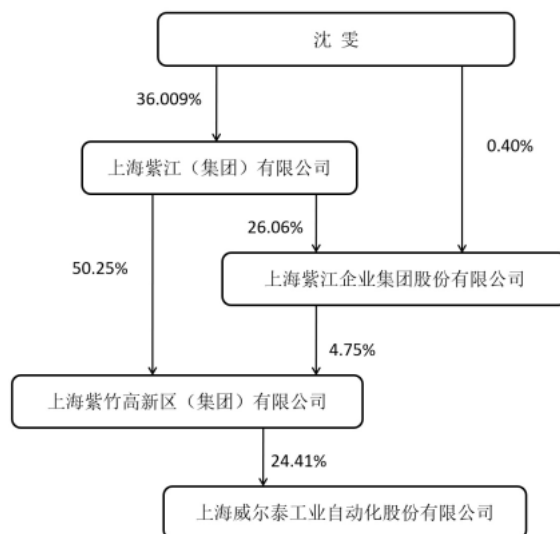 沈 雯
36.009%
0.40%
上海紫江（集团）有限公司
26.06%
50.25%
上海紫江企业集团股份有限公司
4.75%
上海紫竹高新区（集团）有限公司
24.41%
上海威尔泰工业自动化股份有限公司